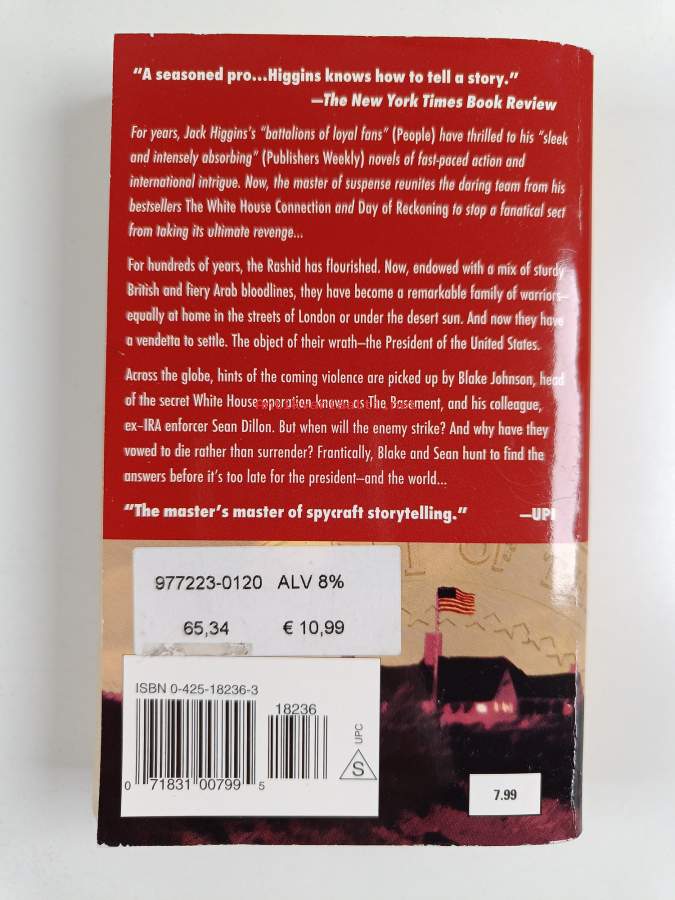 “A seasoned pro...Higgins knows how to tell a story.”
—The New York Times Book Review
For years, Jack Higgins's “battalions of loyal fans” (People) have thrilled to his “sleek
and intensely absorbing” (Publishers Weekly) novels of fast-paced action and
international intrigue. Now, the master of suspense reunites the daring team from his
bestsellers The White House Connection and Day of Reckoning to stop a fanatical sect
from taking its ultimate revenge...
For hundreds of years, the Rashid has flourished. Now, endowed with a mix of sturdy
British and fiery Arab bloodlines, they have become a remarkable family of warriors—
equally at home in the streets of London or under the desert sun. And now they have
a vendetta to settle. The object of their wrath—the President of the United States.
Across the globe, hints of the coming violence are picked up by Blake Johnson, head
of the secret White House operation known as The Basement, and his colleague,
ex–IRA enforcer Sean Dillon. But when will the enemy strike? And why have they
vowed to die rather than surrender? Frantically, Blake and Sean hunt to find the
answers before it's too late for the president—and the world...
“The master's master of spycraft storytelling.” —UPI
977223-0120 ALV 8%
65,34 € 10,99
ISBN 0-425-18236-3
18236
UPC
S
0 71831 00799 5
7.99